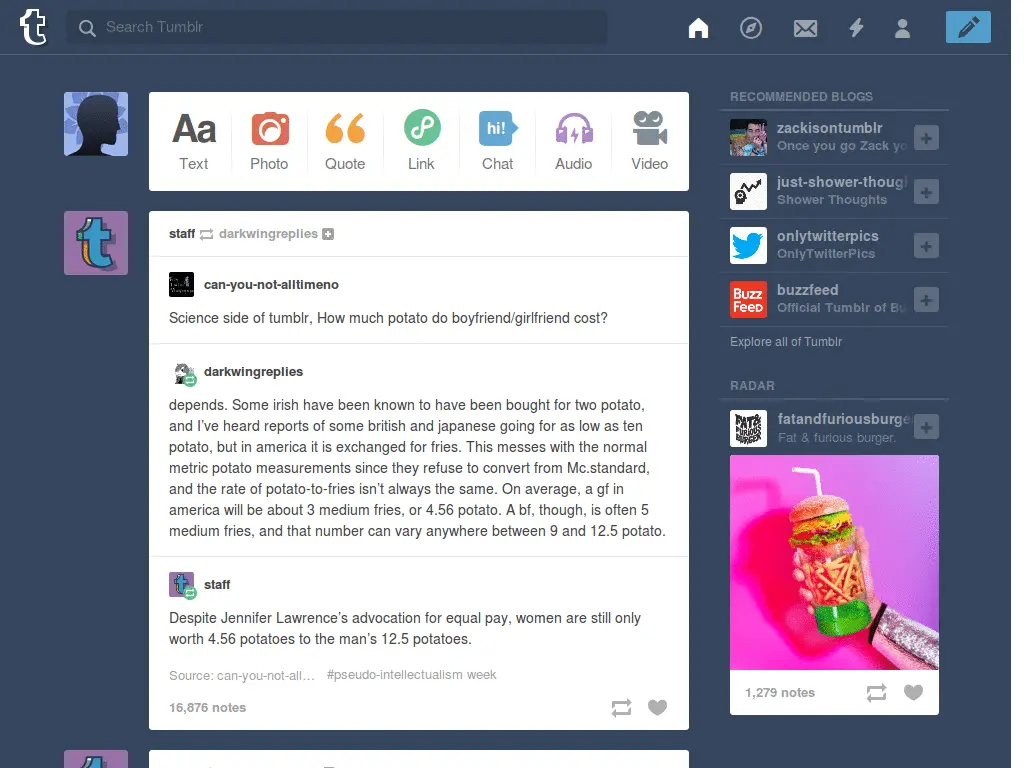 t
Search Tumblr
Aa
hi!
Text
Photo
Quote
Link
Chat
Audio
Video
staff darkwingreplies
can-you-not-alltimeno
Science side of tumblr, How much potato do boyfriend/girlfriend cost?
darkwingreplies
depends. Some irish have been known to have been bought for two potato,
and I've heard reports of some british and japanese going for as low as ten
potato, but in america it is exchanged for fries. This messes with the normal
metric potato measurements since they refuse to convert from Mc.standard,
and the rate of potato-to-fries isn't always the same. On average, a gf in
america will be about 3 medium fries, or 4.56 potato. A bf, though, is often 5
medium fries, and that number can vary anywhere between 9 and 12.5 potato.
staff
Despite Jennifer Lawrence's advocation for equal pay, women are still only
worth 4.56 potatoes to the man's 12.5 potatoes.
Source: can-you-not-all… #pseudo-intellectualism week
16,876 notes
RECOMMENDED BLOGS
zackisontumblr
Once you go Zack yo
just-shower-thoug
Shower Thoughts
onlytwitterpics
OnlyTwitterPics
BUZZ
FEED
buzzfeed
Official Tumblr of Bu
Explore all of Tumblr
RADAR
FAT&
FURIOUS
BURGER
fatandfuriousburge
Fat & furious burger.
1,279 notes